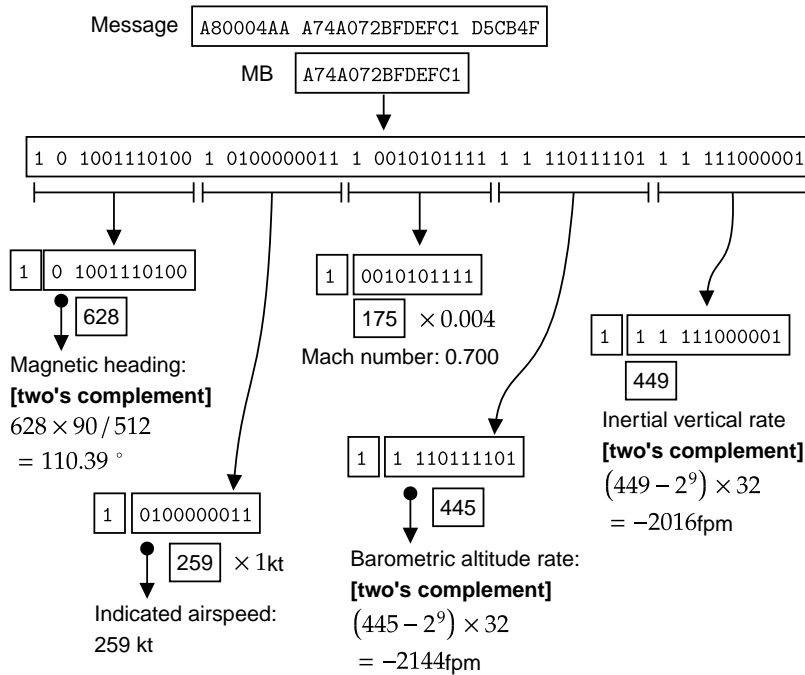 Message A80004AA A74A072BFDEFC1 D5CB4F
MB A74A072BFDEFC1
1 0 1001110100 1 0100000011 1 0010101111 1 1 110111101 1 1 111000001
1 0 1001110100
628
Magnetic heading:
[two's complement]
628 × 90 / 512
= 110.39 °
1 0100000011
259 × 1kt
Indicated airspeed:
259 kt
1 0010101111
175 × 0.004
Mach number: 0.700
1 1 110111101
445
Barometric altitude rate:
[two's complement]
(445 − 2⁹) × 32
= −2144fpm
1 1 111000001
449
Inertial vertical rate
[two's complement]
(449 − 2⁹) × 32
= −2016fpm